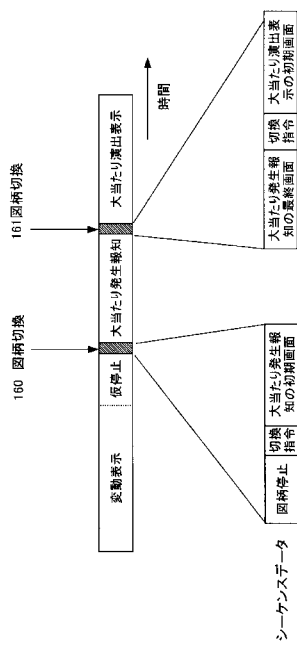 160 図柄切換
161図柄切換
変動表示
仮停止
大当たり発生報知
大当たり演出表示
時間
シーケンスデータ
図柄停止
切換
指令
大当たり発生報
知の初期画面
大当たり発生報
知の最終画面
切換
指令
大当たり演出表
示の初期画面